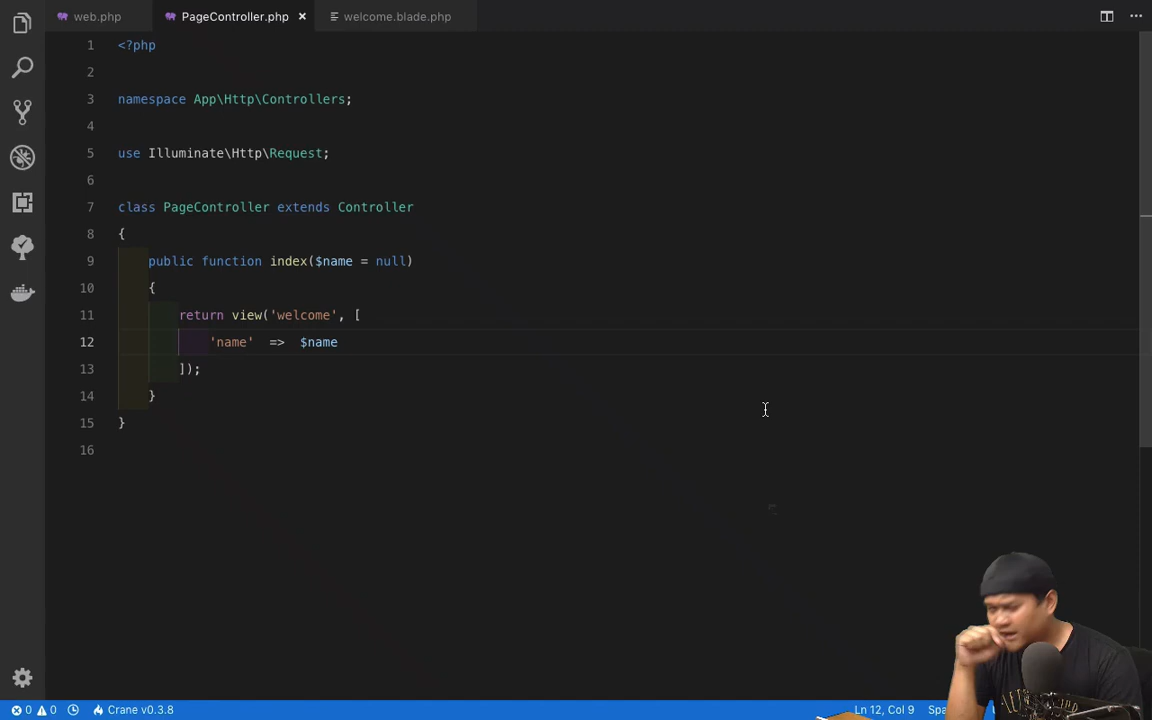 web.php PageController.php × welcome.blade.php
1 <?php
2
3 namespace App\Http\Controllers;
4
5 use Illuminate\Http\Request;
6
7 class PageController extends Controller
8 {
9 public function index($name = null)
10 {
11 return view('welcome', [
12 'name' => $name
13 ]);
14 }
15 }
16
0 0 Crane v0.3.8 Ln 12, Col 9